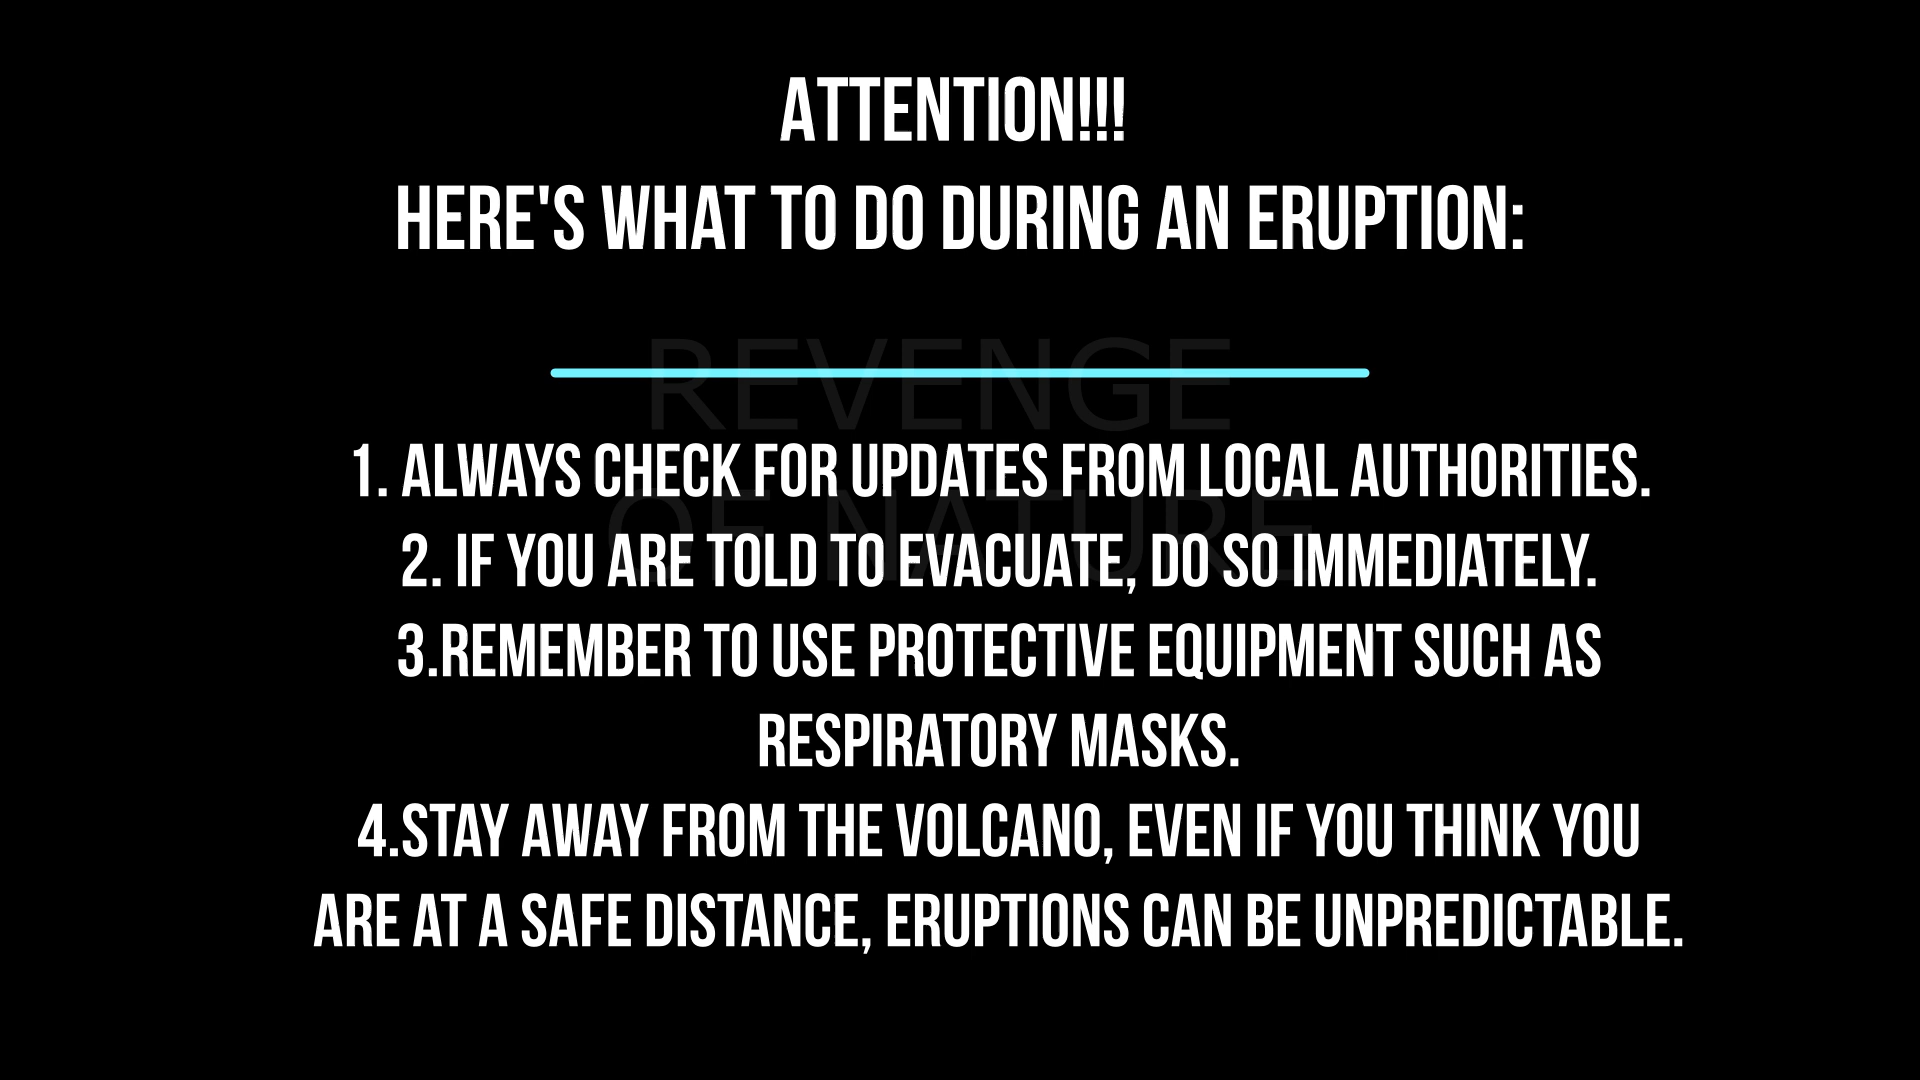 ATTENTION!!!
HERE'S WHAT TO DO DURING AN ERUPTION:
REVENGE
1. ALWAYS CHECK FOR UPDATES FROM LOCAL AUTHORITIES.
OF NATURE
2. IF YOU ARE TOLD TO EVACUATE, DO SO IMMEDIATELY.
3.REMEMBER TO USE PROTECTIVE EQUIPMENT SUCH AS
RESPIRATORY MASKS.
4.STAY AWAY FROM THE VOLCANO, EVEN IF YOU THINK YOU
ARE AT A SAFE DISTANCE, ERUPTIONS CAN BE UNPREDICTABLE.